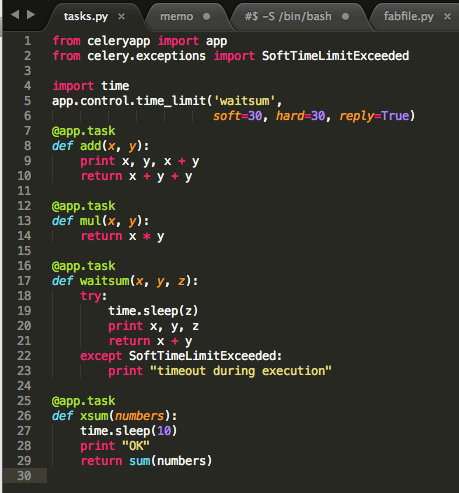 tasks.py × memo #$ -S /bin/bash fabfile.py ×
1 from celeryapp import app
2 from celery.exceptions import SoftTimeLimitExceeded
3
4 import time
5 app.control.time_limit('waitsum',
6                        soft=30, hard=30, reply=True)
7 @app.task
8 def add(x, y):
9     print x, y, x + y
10     return x + y + y
11
12 @app.task
13 def mul(x, y):
14     return x * y
15
16 @app.task
17 def waitsum(x, y, z):
18     try:
19         time.sleep(z)
20         print x, y, z
21         return x + y
22     except SoftTimeLimitExceeded:
23         print "timeout during execution"
24
25 @app.task
26 def xsum(numbers):
27     time.sleep(10)
28     print "OK"
29     return sum(numbers)
30